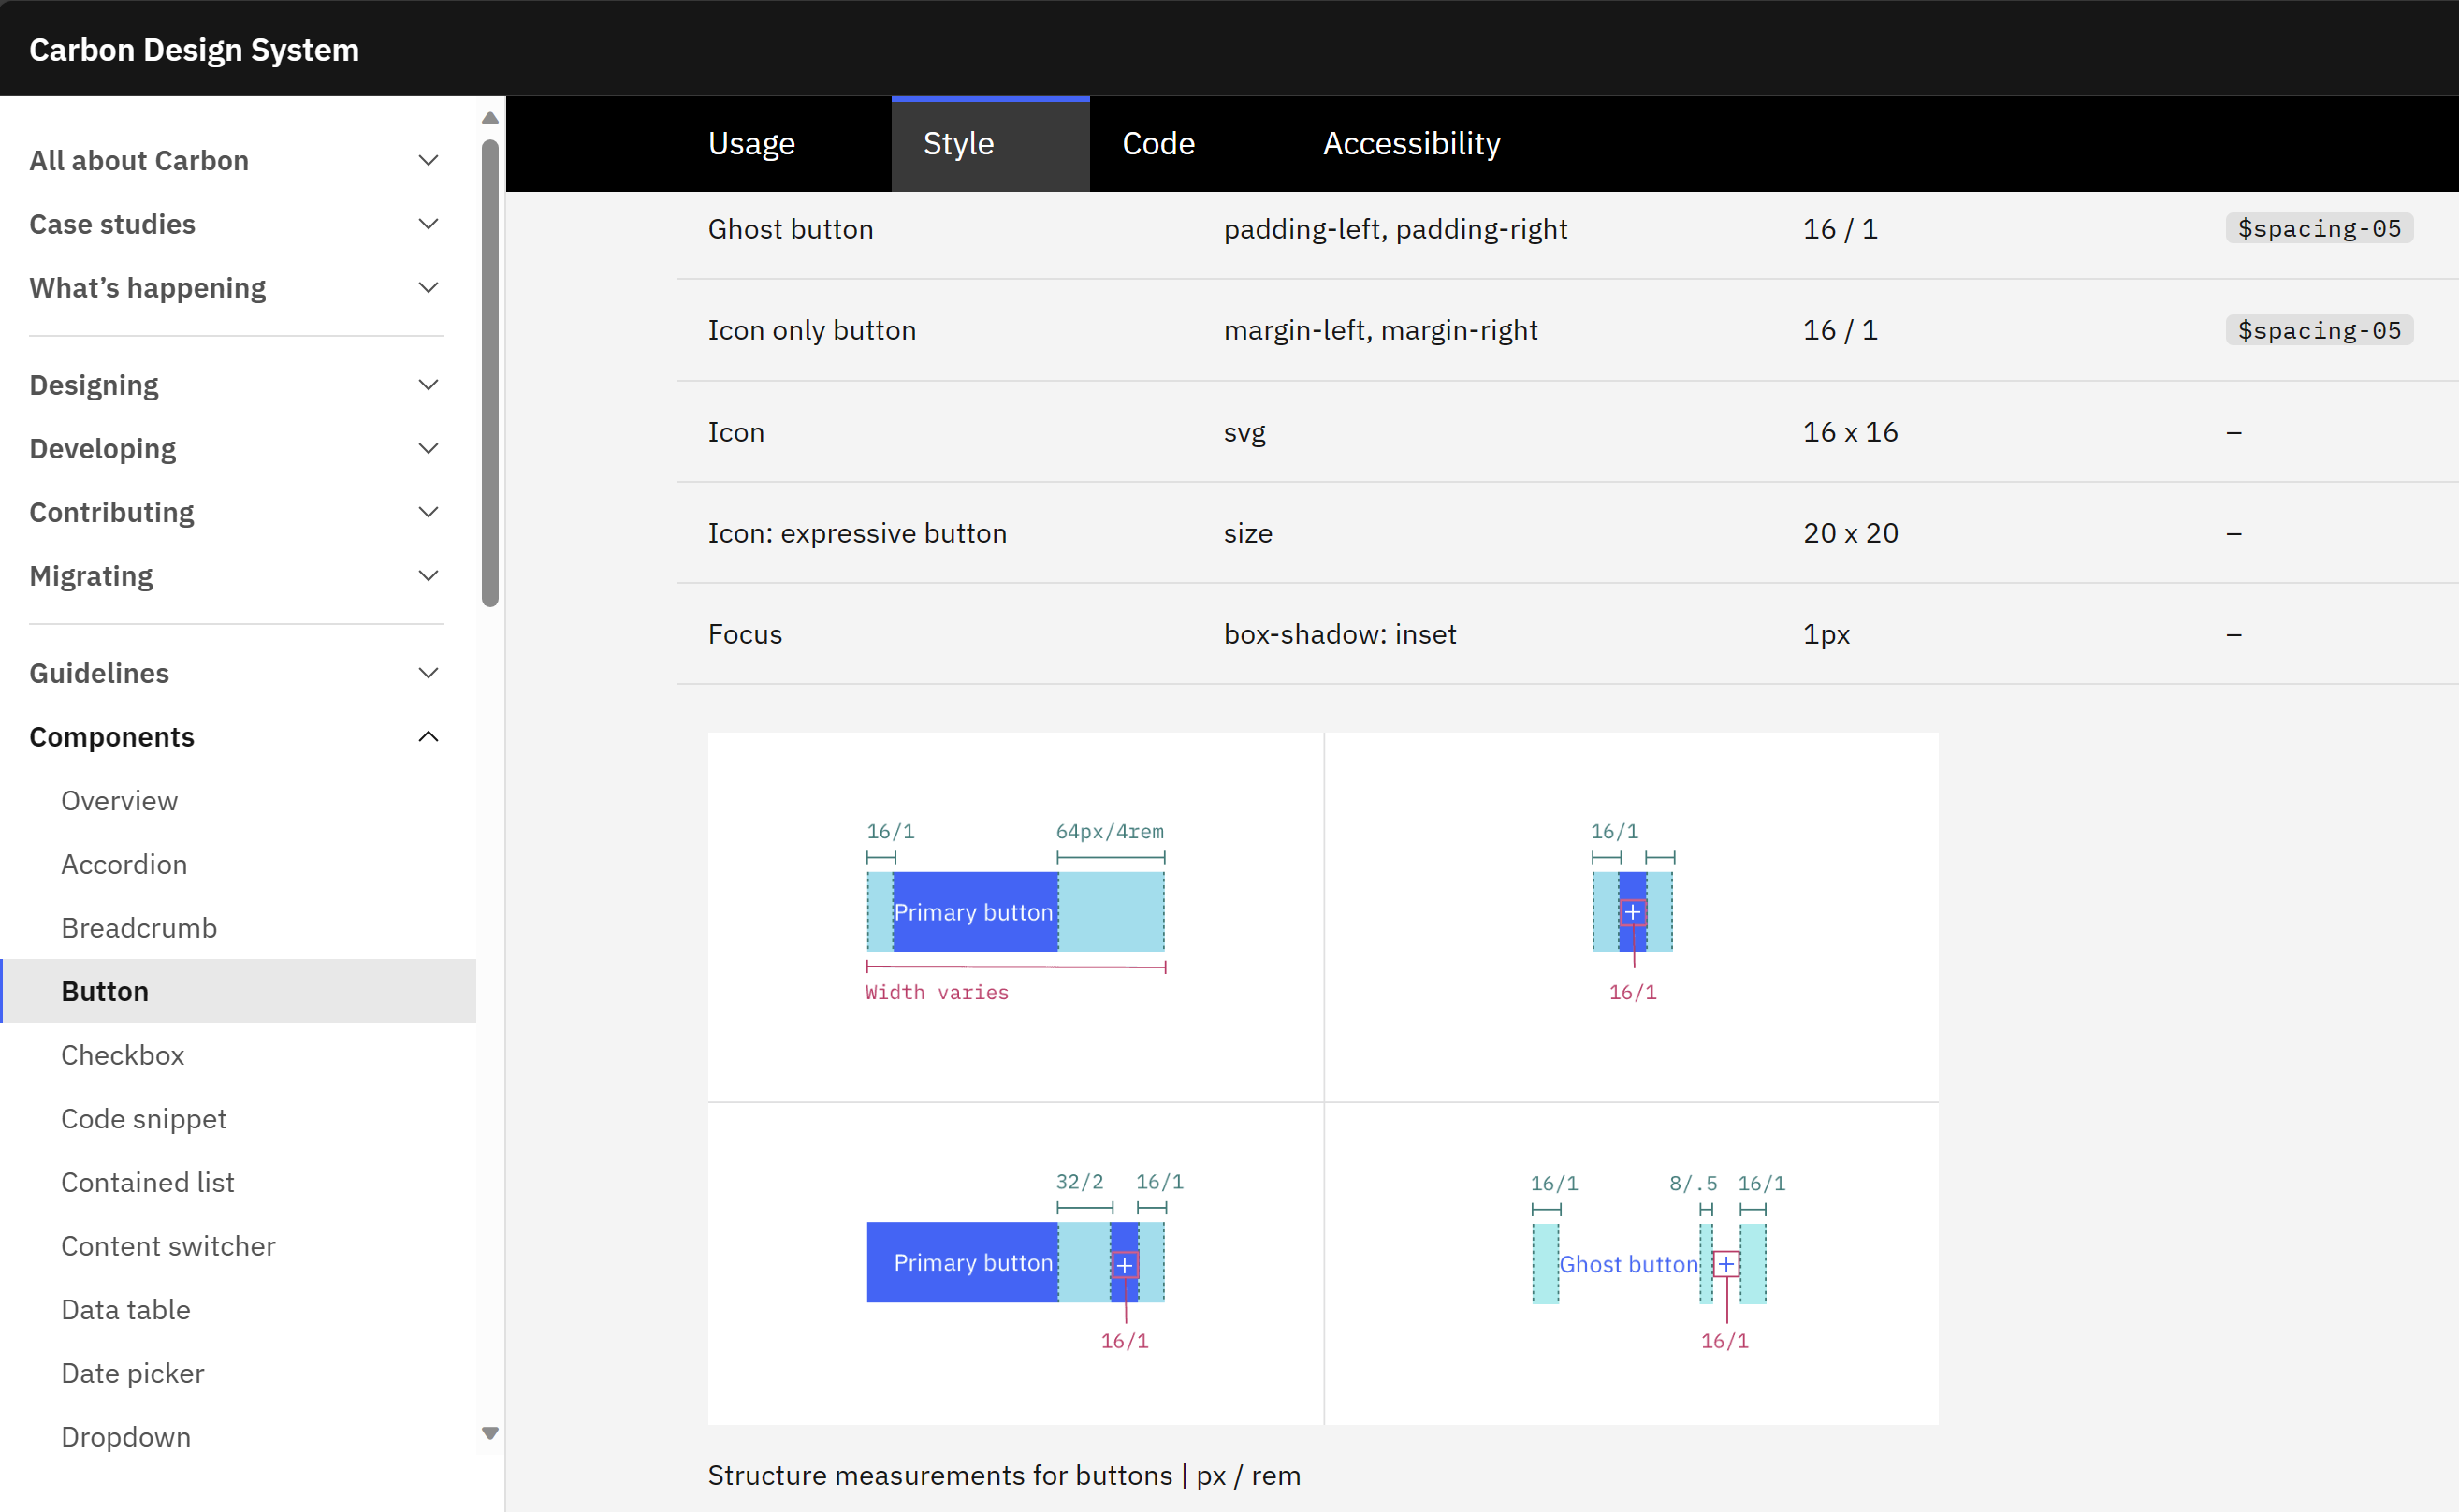 Carbon Design System
All about Carbon
Case studies
What’s happening
Designing
Developing
Contributing
Migrating
Guidelines
Components
Overview
Accordion
Breadcrumb
Button
Checkbox
Code snippet
Contained list
Content switcher
Data table
Date picker
Dropdown
Usage Style Code Accessibility
Ghost button padding-left, padding-right 16 / 1 $spacing-05
Icon only button margin-left, margin-right 16 / 1 $spacing-05
Icon svg 16 x 16 –
Icon: expressive button size 20 x 20 –
Focus box-shadow: inset 1px –
16/1 64px/4rem
Primary button
Width varies
16/1
16/1
32/2 16/1
Primary button
16/1
16/1 8/.5 16/1
Ghost button
16/1
Structure measurements for buttons | px / rem